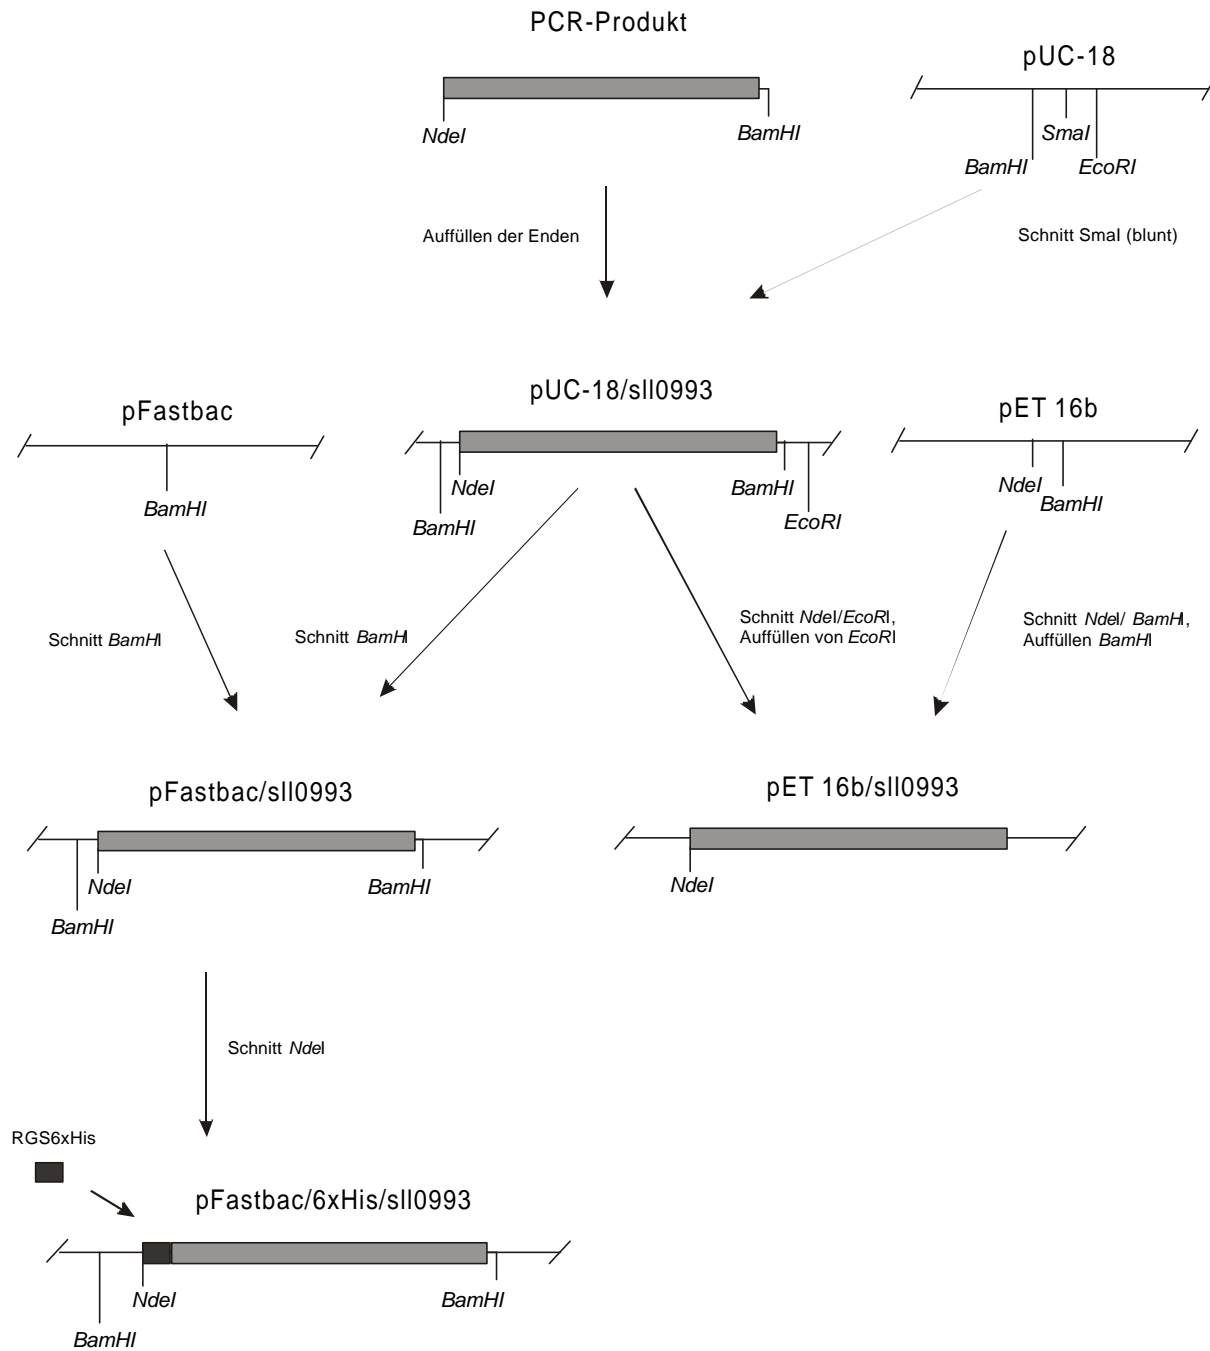 PCR-Produkt
pUC-18
NdeI
BamHI
SmaI
BamHI
EcoRI
Auffüllen der Enden
Schnitt SmaI (blunt)
pFastbac
pUC-18/sll0993
pET 16b
BamHI
NdeI
BamHI
BamHI
EcoRI
NdeI
BamHI
Schnitt BamHI
Schnitt BamHI
Schnitt NdeI/EcoRI,
Auffüllen von EcoRI
Schnitt NdeI/ BamHI,
Auffüllen BamHI
pFastbac/sll0993
pET 16b/sll0993
NdeI
BamHI
BamHI
NdeI
Schnitt NdeI
RGS6xHis
pFastbac/6xHis/sll0993
NdeI
BamHI
BamHI